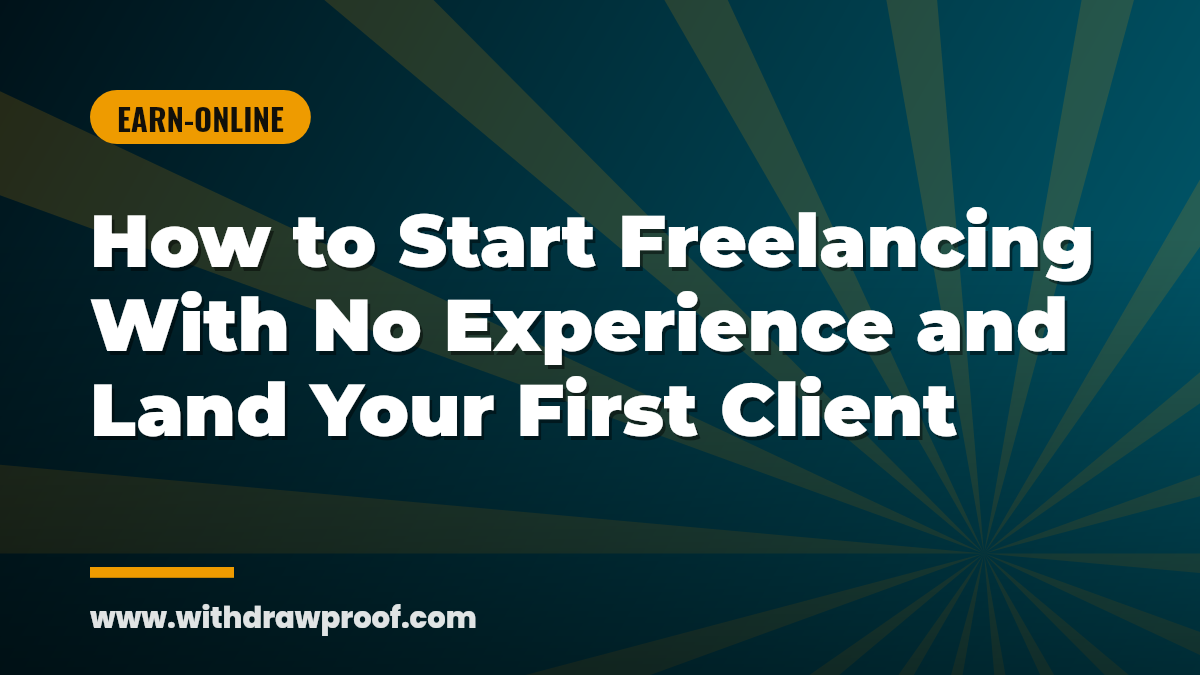 EARN-ONLINE
How to Start Freelancing
With No Experience and
Land Your First Client
www.withdrawproof.com